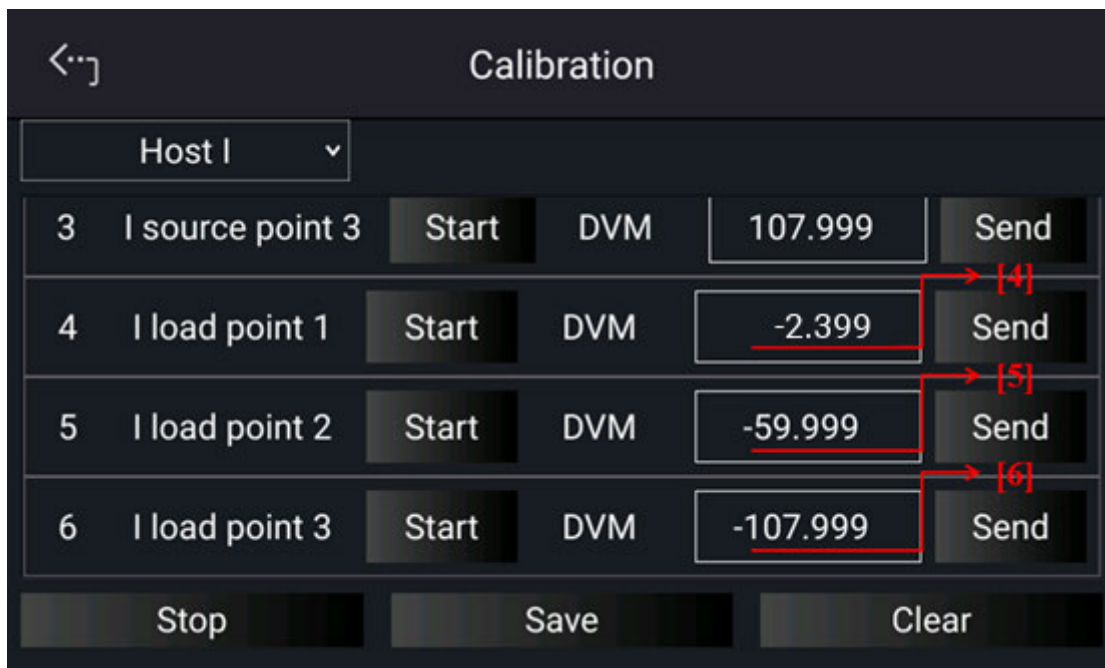 Calibration
Host I
3 I source point 3 Start DVM 107.999 Send
[4]
4 I load point 1 Start DVM -2.399 Send
[5]
5 I load point 2 Start DVM -59.999 Send
[6]
6 I load point 3 Start DVM -107.999 Send
Stop Save Clear